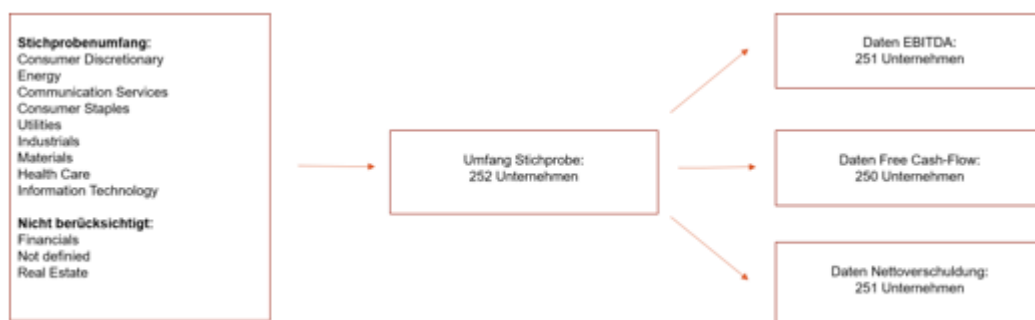 Stichprobenumfang:
Consumer Discretionary
Energy
Communication Services
Consumer Staples
Utilities
Industrials
Materials
Health Care
Information Technology
Nicht berücksichtigt:
Financials
Not definied
Real Estate
Umfang Stichprobe:
252 Unternehmen
Daten EBITDA:
251 Unternehmen
Daten Free Cash-Flow:
250 Unternehmen
Daten Nettoverschuldung:
251 Unternehmen